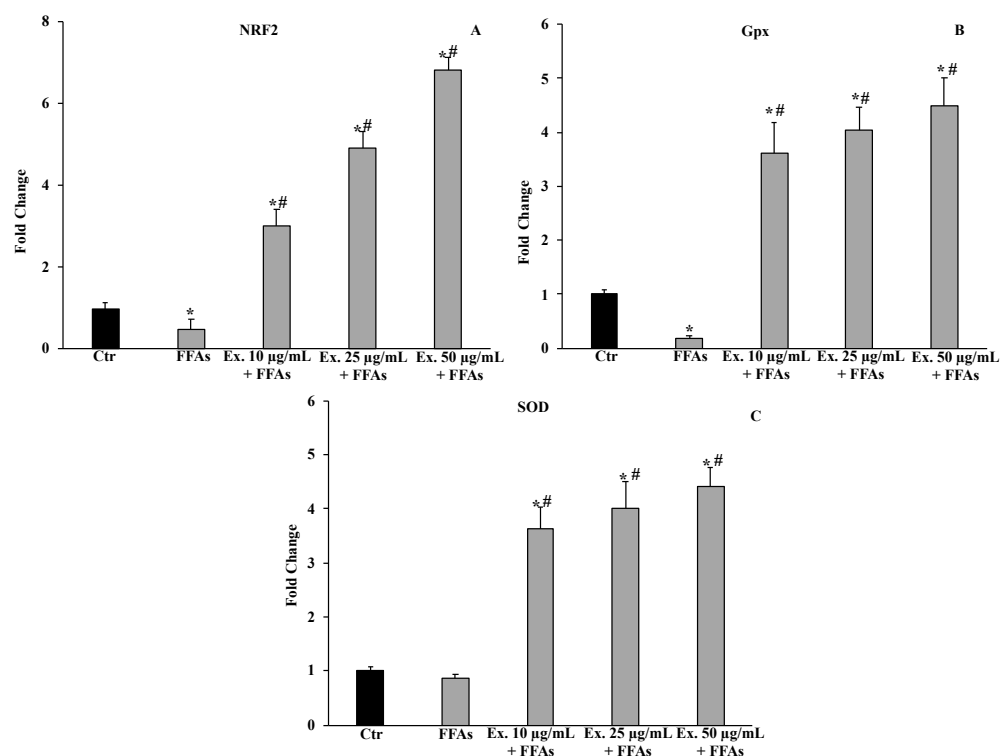 NRF2
A
Fold Change
8
6
4
2
0
*
*#
*#
*#
Ctr
FFAs
Ex. 10 µg/mL
+ FFAs
Ex. 25 µg/mL
+ FFAs
Ex. 50 µg/mL
+ FFAs
Gpx
B
Fold Change
6
5
4
3
2
1
0
*
*#
*#
*#
Ctr
FFAs
Ex. 10 µg/mL
+ FFAs
Ex. 25 µg/mL
+ FFAs
Ex. 50 µg/mL
+ FFAs
SOD
C
Fold Change
6
5
4
3
2
1
0
*#
*#
*#
Ctr
FFAs
Ex. 10 µg/mL
+ FFAs
Ex. 25 µg/mL
+ FFAs
Ex. 50 µg/mL
+ FFAs